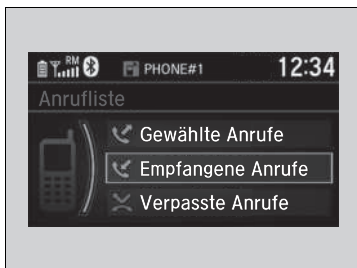 RM PHONE#1 12:34
Anrufliste
Gewählte Anrufe
Empfangene Anrufe
Verpasste Anrufe